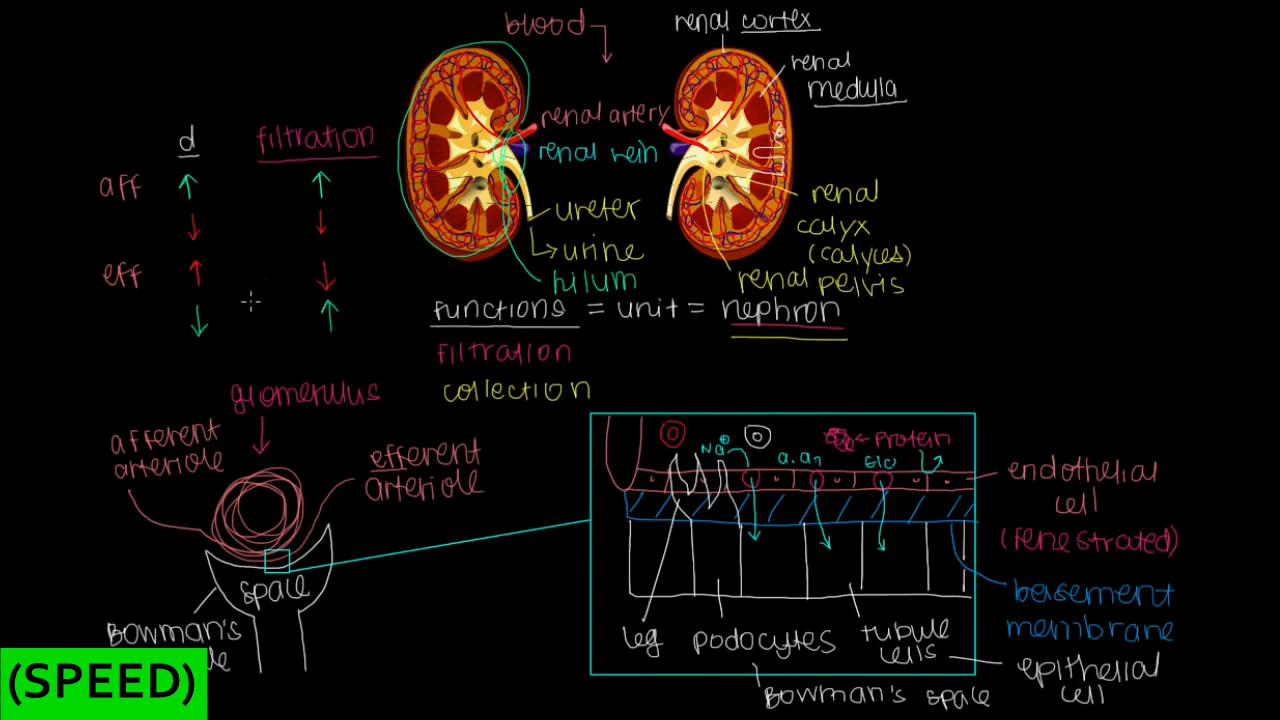 blood
renal cortex
renal
medulla
renal artery
renal vein
d filtration
aff
eff
ureter
urine
hilum
renal
calyx
(calyces)
renal pelvis
functions = unit = nephron
filtration
collection
glomerulus
afferent
arteriole
efferent
arteriole
space
Bowman's
Na+
a.a.
Glu
protein
endothelial
cell
(fenestrated)
basement
membrane
leg
podocytes
tubule
cells
epithelial
cell
Bowman's space
(SPEED)